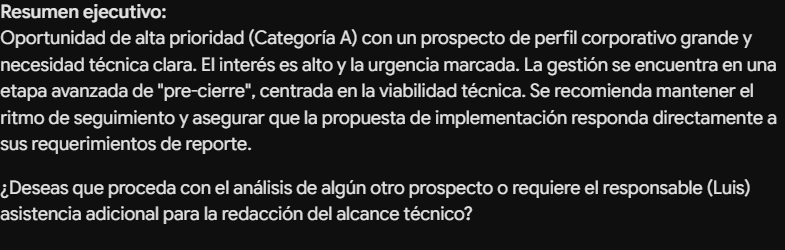 Resumen ejecutivo:
Oportunidad de alta prioridad (Categoría A) con un prospecto de perfil corporativo grande y
necesidad técnica clara. El interés es alto y la urgencia marcada. La gestión se encuentra en una
etapa avanzada de "pre-cierre", centrada en la viabilidad técnica. Se recomienda mantener el
ritmo de seguimiento y asegurar que la propuesta de implementación responda directamente a
sus requerimientos de reporte.
¿Deseas que proceda con el análisis de algún otro prospecto o requiere el responsable (Luis)
asistencia adicional para la redacción del alcance técnico?